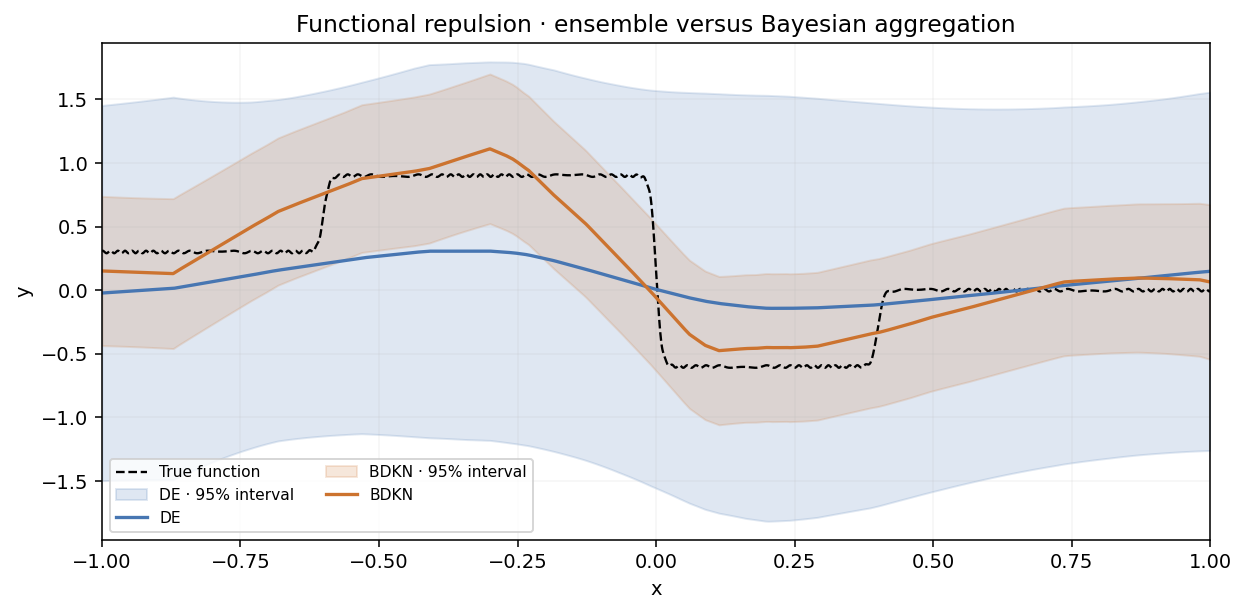 Functional repulsion · ensemble versus Bayesian aggregation
y
1.5
1.0
0.5
0.0
−0.5
−1.0
−1.5
True function
DE · 95% interval
DE
BDKN · 95% interval
BDKN
−1.00 −0.75 −0.50 −0.25 0.00 0.25 0.50 0.75 1.00
x